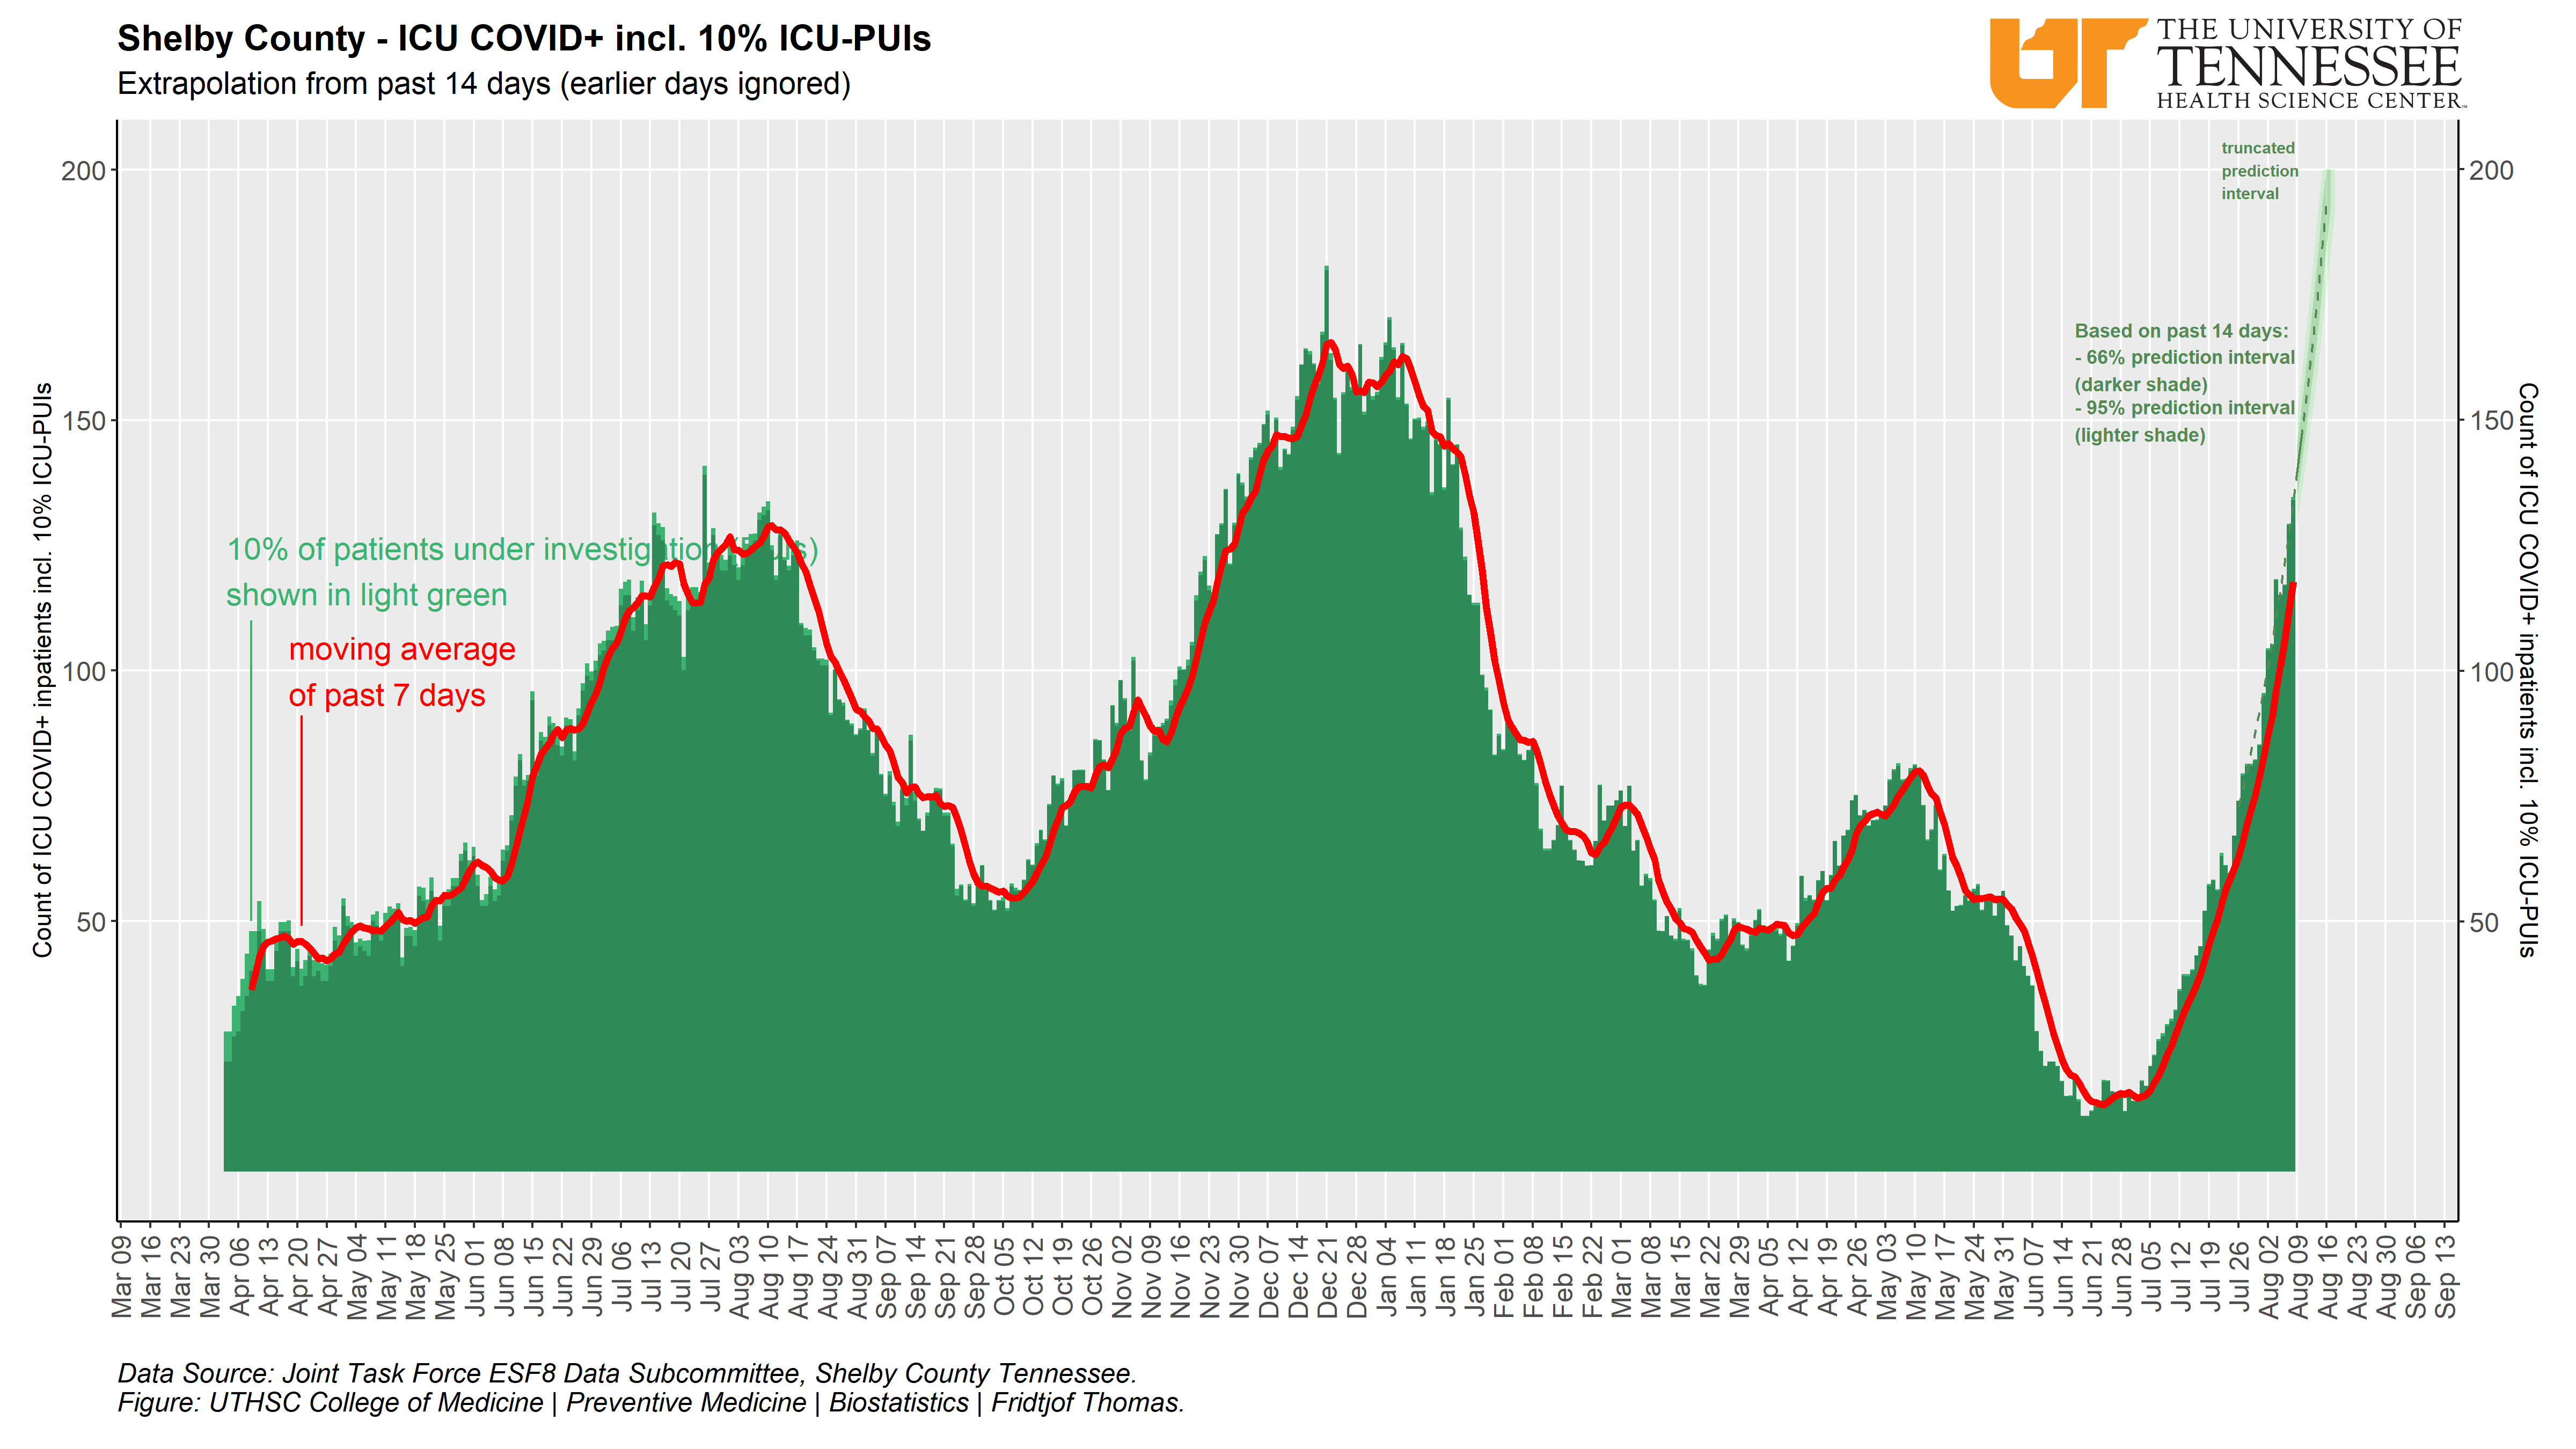 Shelby County - ICU COVID+ incl. 10% ICU-PUIs
Extrapolation from past 14 days (earlier days ignored)
THE UNIVERSITY OF
TENNESSEE
HEALTH SCIENCE CENTER™
UT
Count of ICU COVID+ inpatients incl. 10% ICU-PUIs
200
150
100
50
truncated
prediction
interval
Based on past 14 days:
- 66% prediction interval
(darker shade)
- 95% prediction interval
(lighter shade)
10% of patients under investigation (PUIs)
shown in light green
moving average
of past 7 days
200
150
100
50
Count of ICU COVID+ inpatients incl. 10% ICU-PUIs
Mar 09
Mar 16
Mar 23
Mar 30
Apr 06
Apr 13
Apr 20
Apr 27
May 04
May 11
May 18
May 25
Jun 01
Jun 08
Jun 15
Jun 22
Jun 29
Jul 06
Jul 13
Jul 20
Jul 27
Aug 03
Aug 10
Aug 17
Aug 24
Aug 31
Sep 07
Sep 14
Sep 21
Sep 28
Oct 05
Oct 12
Oct 19
Oct 26
Nov 02
Nov 09
Nov 16
Nov 23
Nov 30
Dec 07
Dec 14
Dec 21
Dec 28
Jan 04
Jan 11
Jan 18
Jan 25
Feb 01
Feb 08
Feb 15
Feb 22
Mar 01
Mar 08
Mar 15
Mar 22
Mar 29
Apr 05
Apr 12
Apr 19
Apr 26
May 03
May 10
May 17
May 24
May 31
Jun 07
Jun 14
Jun 21
Jun 28
Jul 05
Jul 12
Jul 19
Jul 26
Aug 02
Aug 09
Aug 16
Aug 23
Aug 30
Sep 06
Sep 13
Data Source: Joint Task Force ESF8 Data Subcommittee, Shelby County Tennessee.
Figure: UTHSC College of Medicine | Preventive Medicine | Biostatistics | Fridtjof Thomas.